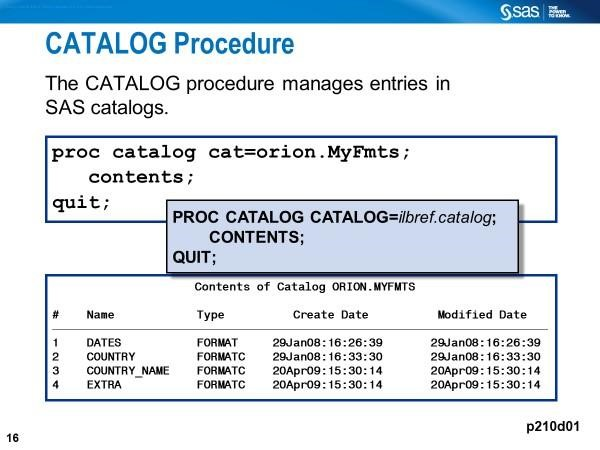 sas THE POWER TO KNOW.
CATALOG Procedure
The CATALOG procedure manages entries in
SAS catalogs.
proc catalog cat=orion.MyFmts;
contents;
quit;
PROC CATALOG CATALOG=ilbref.catalog;
CONTENTS;
QUIT;
Contents of Catalog ORION.MYFMTS
# Name Type Create Date Modified Date
1 DATES FORMAT 29Jan08:16:26:39 29Jan08:16:26:39
2 COUNTRY FORMATC 29Jan08:16:33:30 29Jan08:16:33:30
3 COUNTRY_NAME FORMATC 20Apr09:15:30:14 20Apr09:15:30:14
4 EXTRA FORMATC 20Apr09:15:30:14 20Apr09:15:30:14
p210d01
16